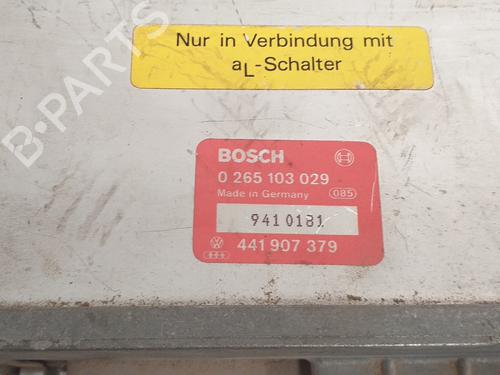 Nur in Verbindung mit
aL-Schalter
BOSCH
0 265 103 029
Made in Germany 085
9410181
441 907 379
B-PARTS